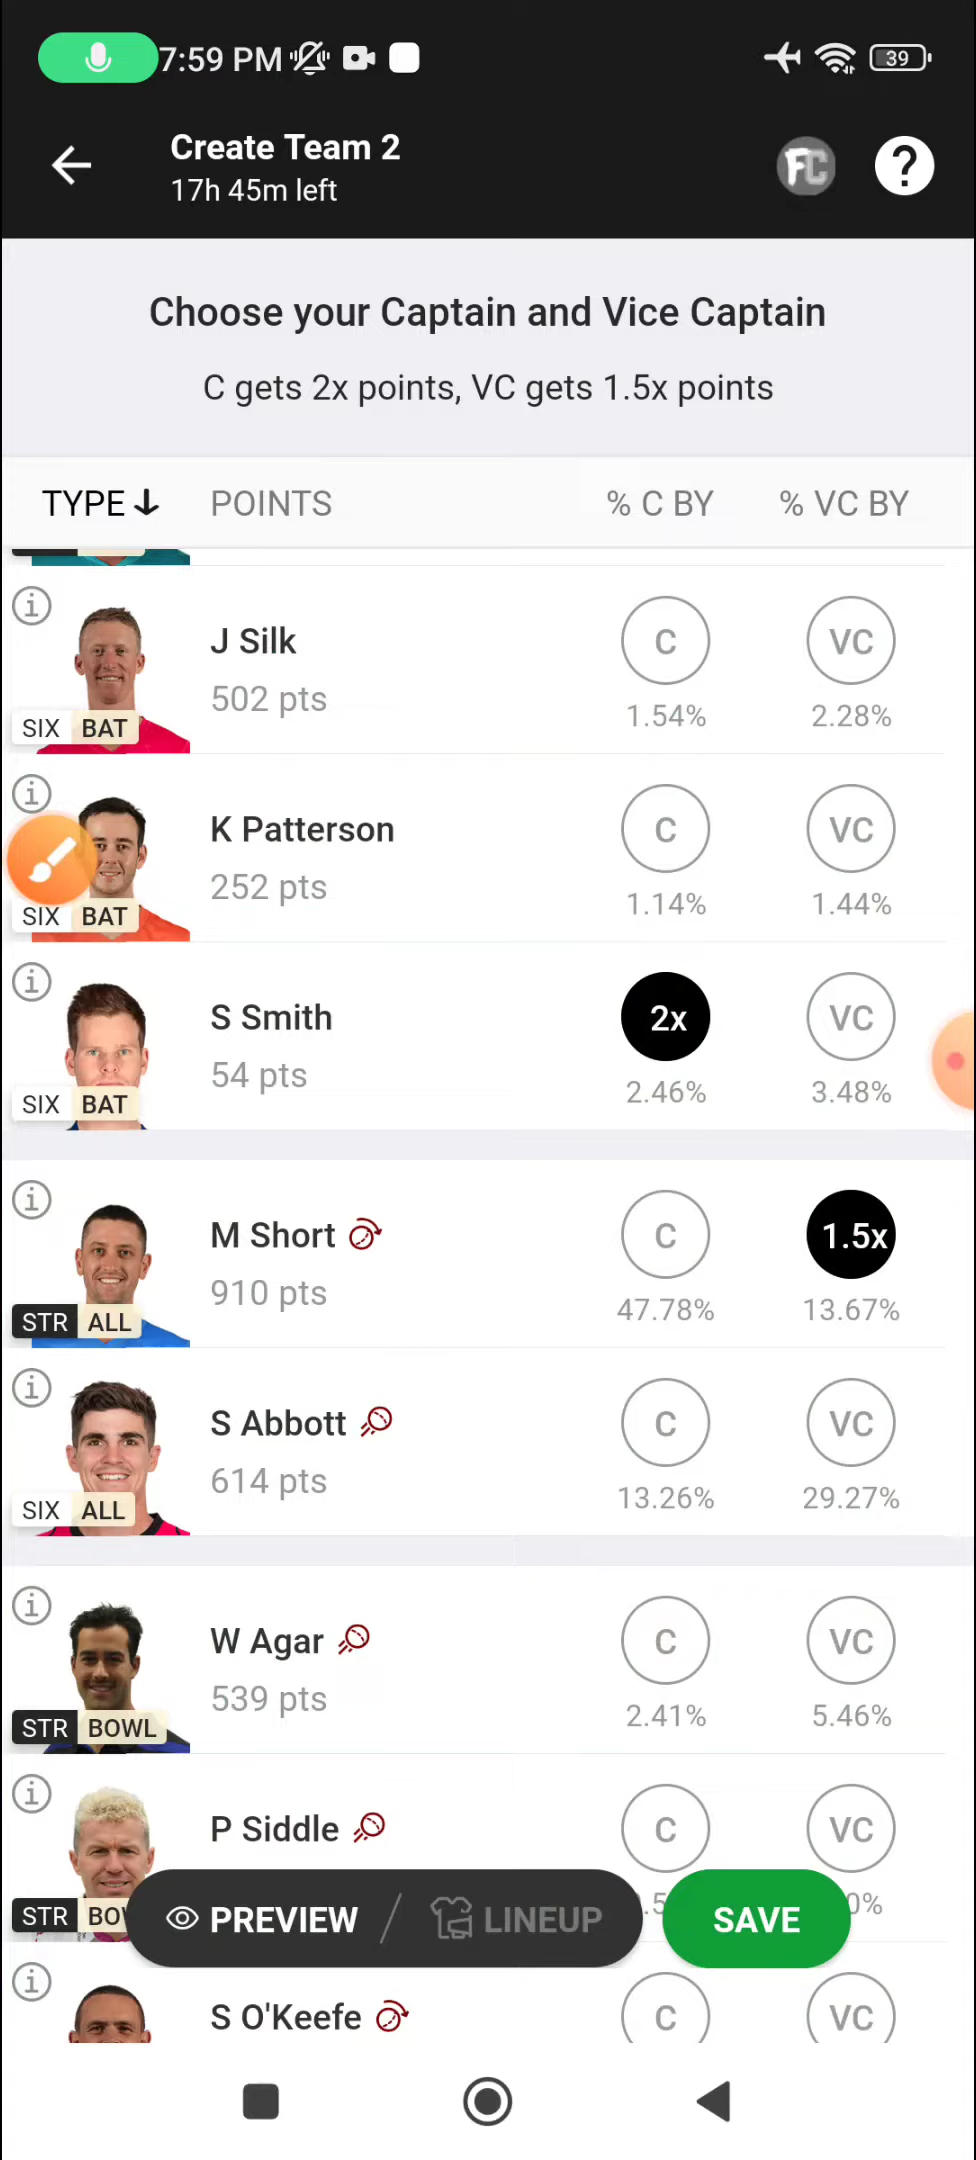 7:59 PM
39
Create Team 2
17h 45m left
FC
?
Choose your Captain and Vice Captain
C gets 2x points, VC gets 1.5x points
TYPE POINTS % C BY % VC BY
J Silk
502 pts
C VC
1.54% 2.28%
SIX BAT
K Patterson
252 pts
C VC
1.14% 1.44%
SIX BAT
S Smith
54 pts
2x VC
2.46% 3.48%
SIX BAT
M Short
910 pts
C 1.5x
47.78% 13.67%
STR ALL
S Abbott
614 pts
C VC
13.26% 29.27%
SIX ALL
W Agar
539 pts
C VC
2.41% 5.46%
STR BOWL
P Siddle
C VC
STR
PREVIEW LINEUP SAVE
S O'Keefe
C VC